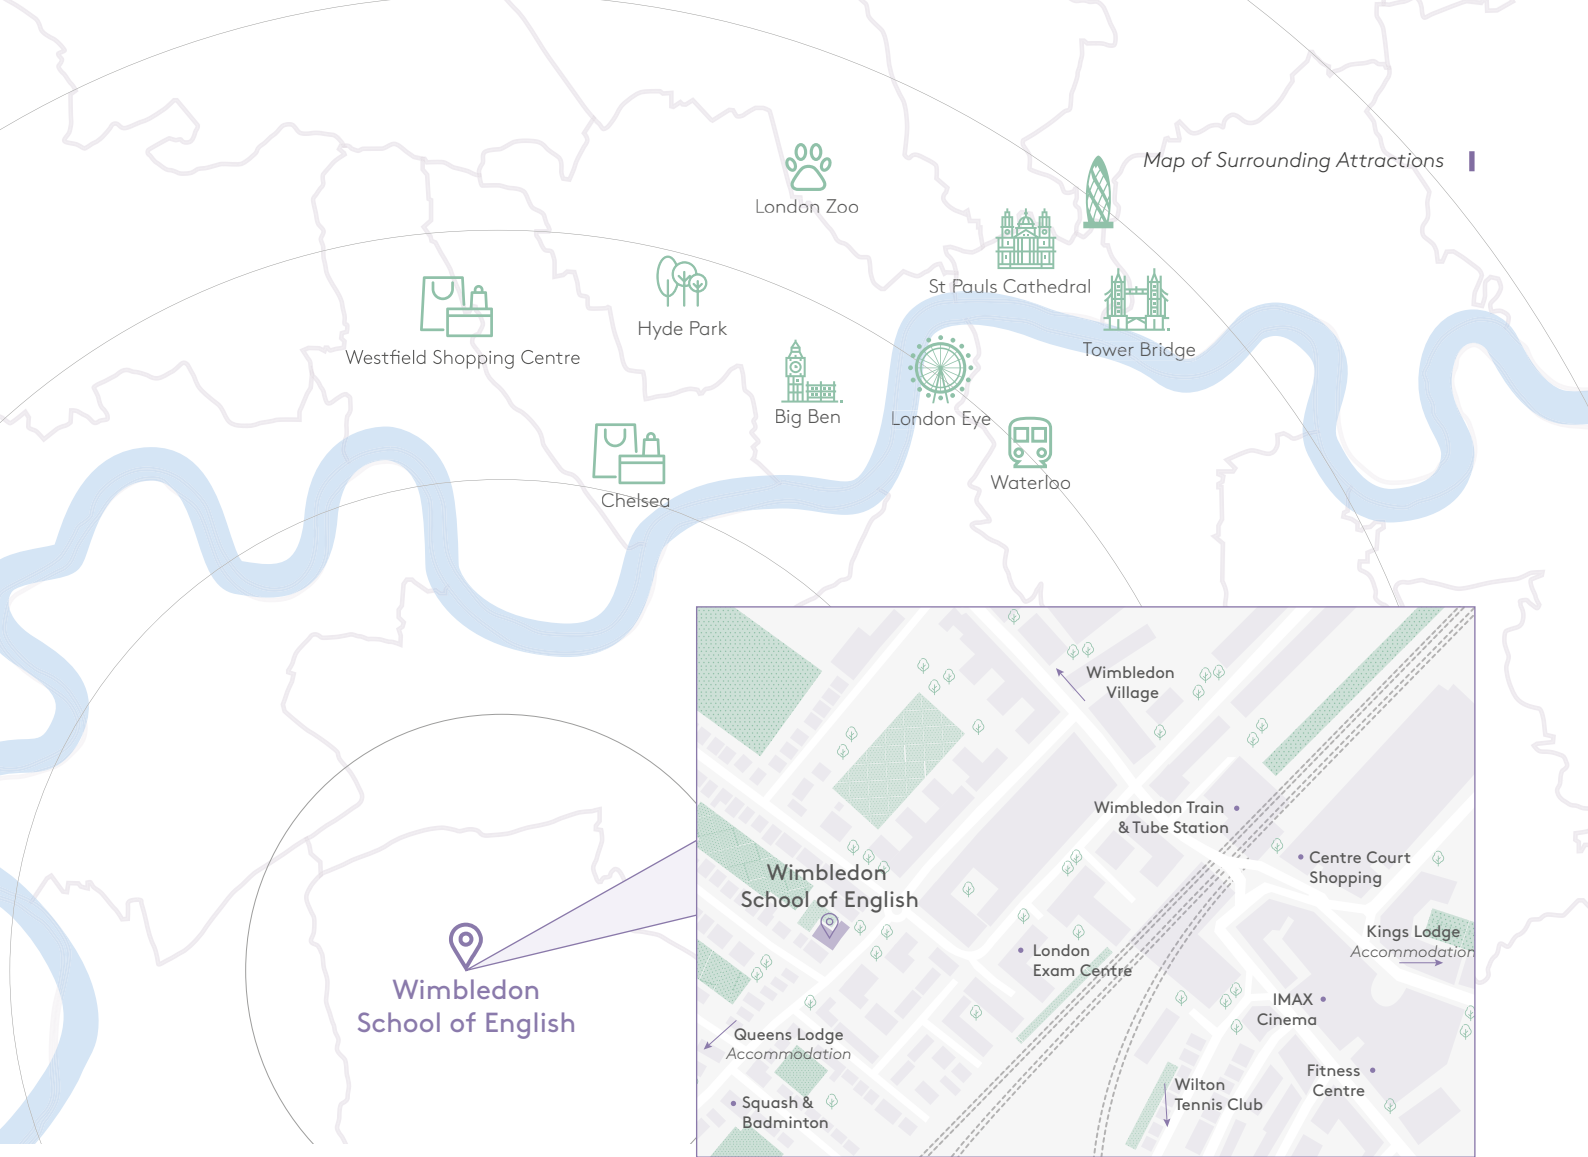 Map of Surrounding Attractions
London Zoo
St Pauls Cathedral
Hyde Park
Westfield Shopping Centre
Tower Bridge
Big Ben
London Eye
Waterloo
Chelsea
Wimbledon
School of English
Wimbledon
Village
Wimbledon Train
& Tube Station
Centre Court
Shopping
Wimbledon
School of English
Kings Lodge
Accommodation
London
Exam Centre
IMAX
Cinema
Queens Lodge
Accommodation
Fitness
Centre
Wilton
Tennis Club
Squash &
Badminton